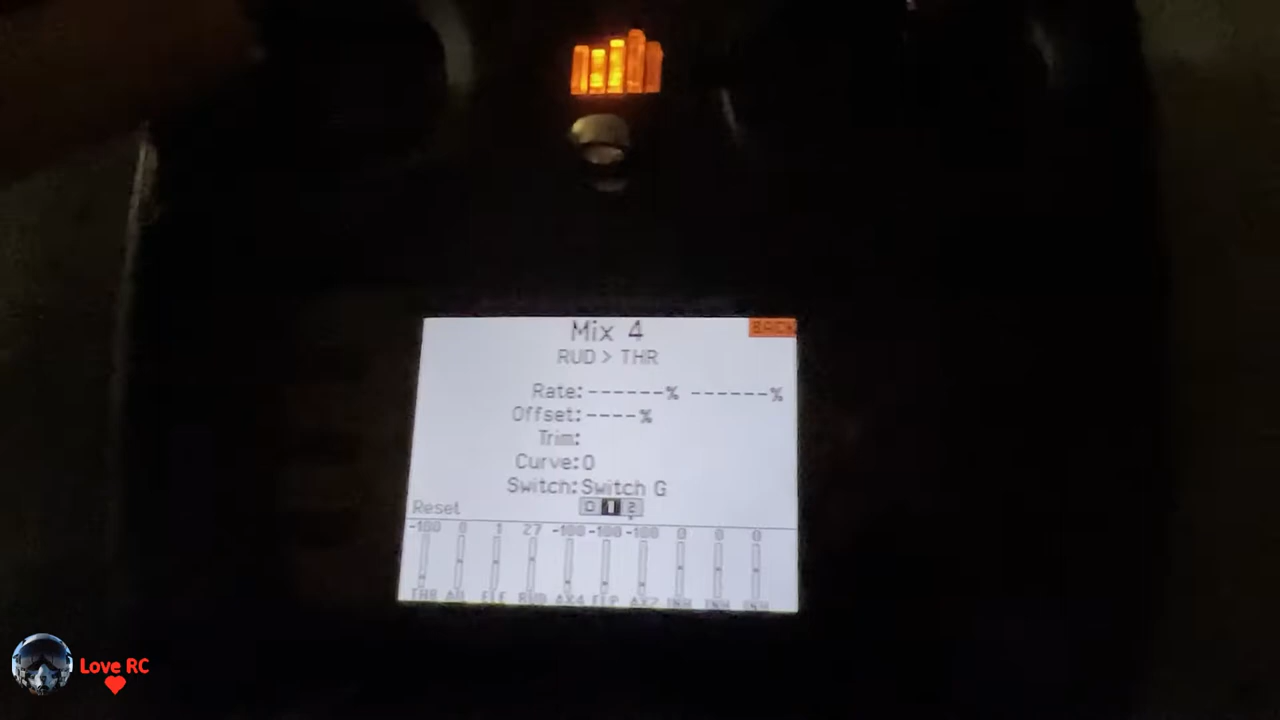 Mix 4
BACK
RUD > THR
Rate: ------% ------%
Offset: ----%
Trim:
Curve: 0
Switch: Switch G
0 1 2
Reset
-100 0 1 27 -100 -100 -100 0 0 0
THR AIL ELE RUD AX4 FLP AX2 INH INH INH
Love RC